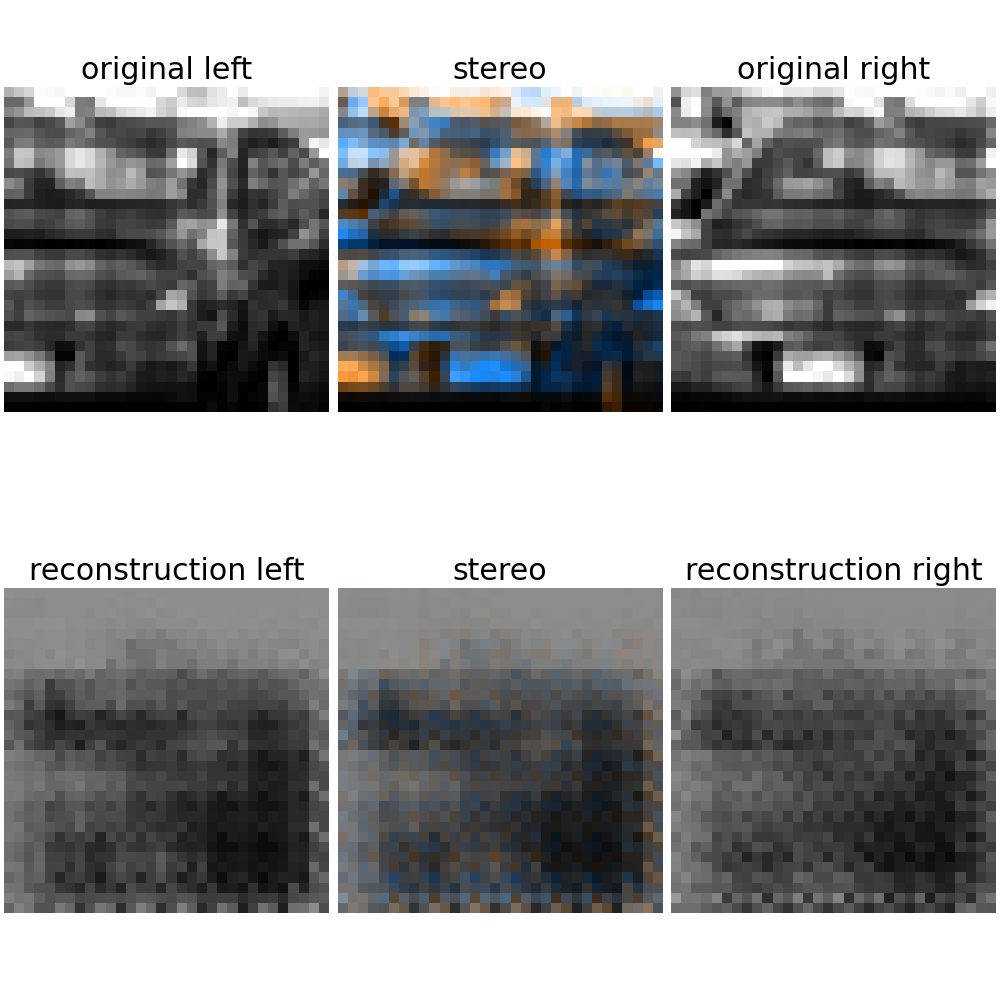 original left
stereo
original right
reconstruction left
stereo
reconstruction right